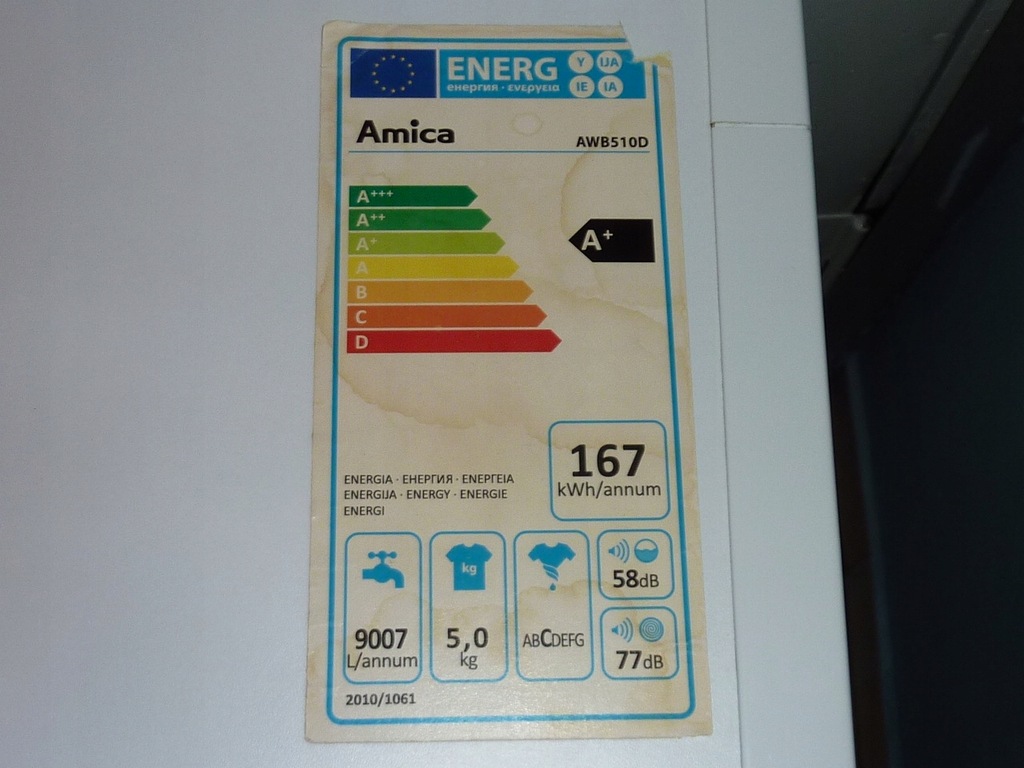 ENERG
енергия · ενεργεια
Y IJA
IE IA
Amica
AWB510D
A+++
A++
A+
A
B
C
D
A+
167
kWh/annum
ENERGIA · ЕНЕРГИЯ · ΕΝΕΡΓΕΙΑ
ENERGIJA · ENERGY · ENERGIE
ENERGI
9007
L/annum
kg
5,0
kg
ABCDEFG
58dB
77dB
2010/1061